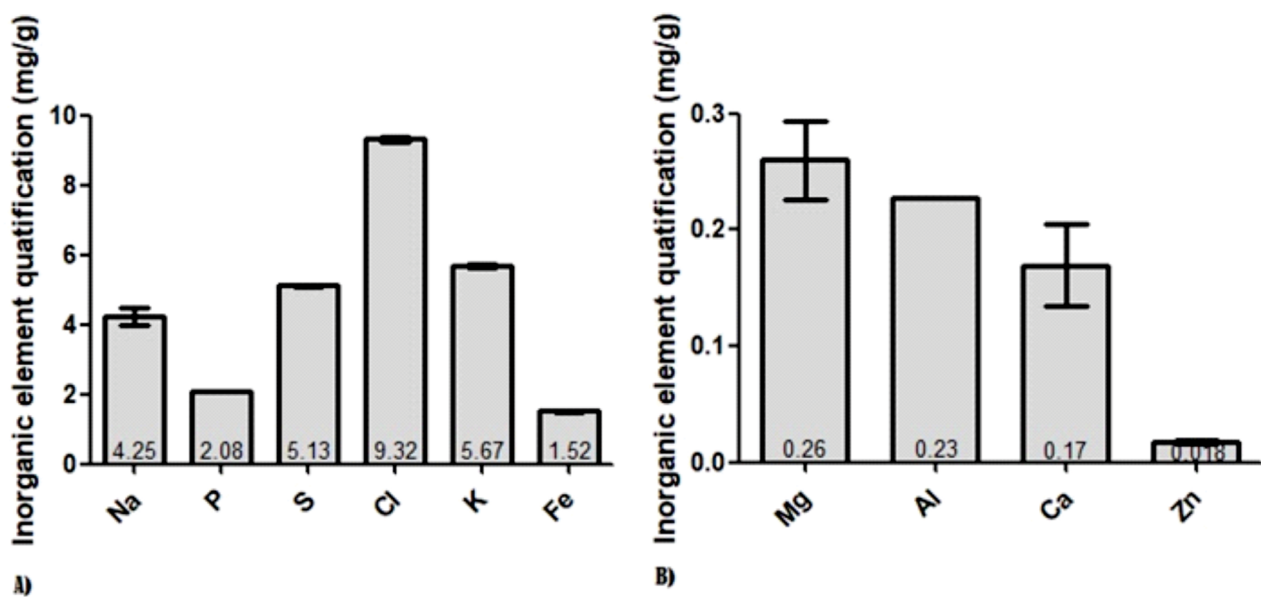 Inorganic element quatification (mg/g)
10
8
6
4
2
0
4.25 2.08 5.13 9.32 5.67 1.52
Na P S Cl K Fe
A)
Inorganic element quatification (mg/g)
0.3
0.2
0.1
0.0
0.26 0.23 0.17 0.018
Mg Al Ca Zn
B)